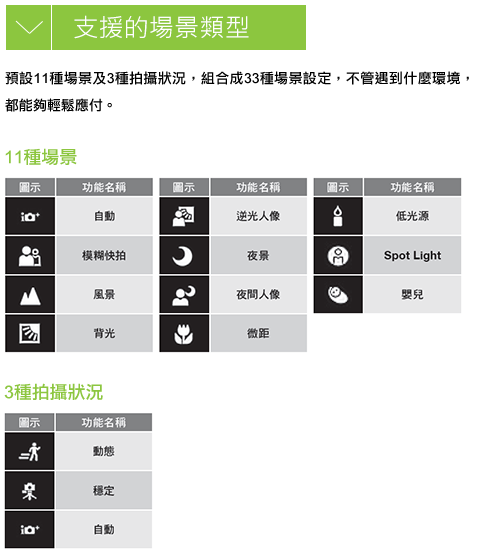 支援的場景類型
預設11種場景及3種拍攝狀況，組合成33種場景設定，不管遇到什麼環境，
都能夠輕鬆應付。
11種場景
圖示 功能名稱 圖示 功能名稱 圖示 功能名稱
自動 逆光人像 低光源
模糊快拍 夜景 Spot Light
風景 夜間人像 嬰兒
背光 微距
3種拍攝狀況
圖示 功能名稱
動態
穩定
自動